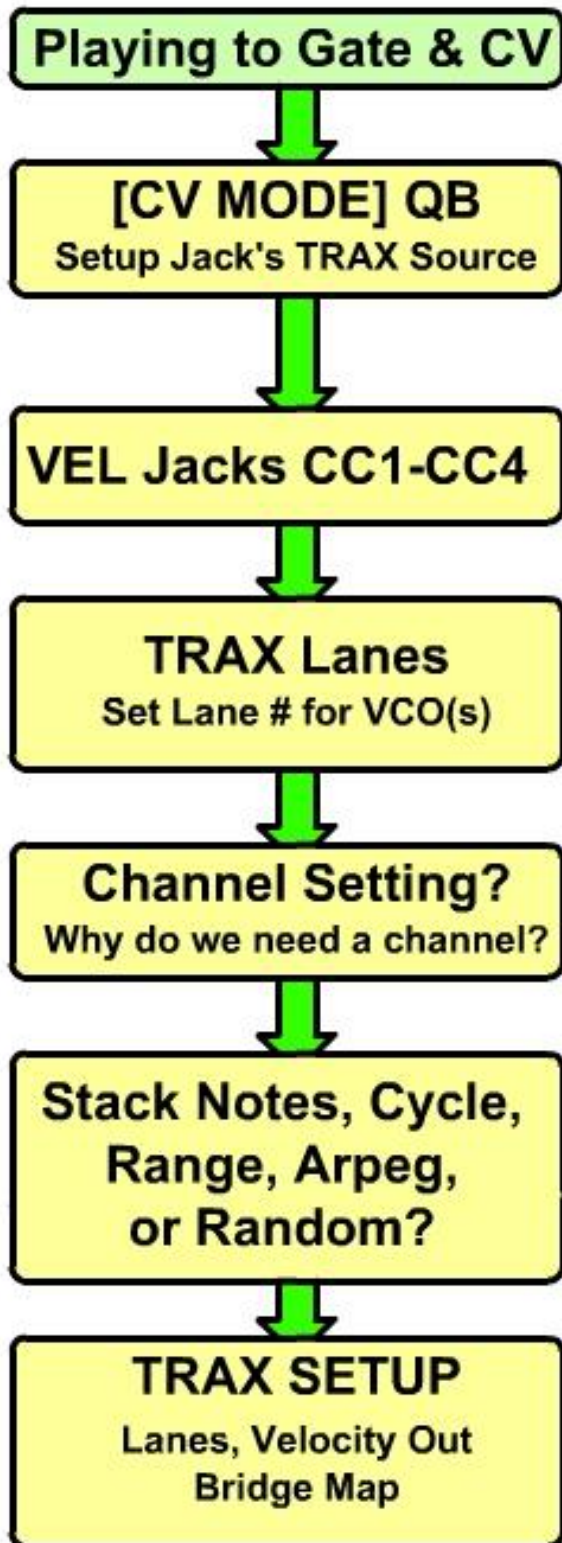 Playing to Gate & CV
[CV MODE] QB
Setup Jack's TRAX Source
VEL Jacks CC1-CC4
TRAX Lanes
Set Lane # for VCO(s)
Channel Setting?
Why do we need a channel?
Stack Notes, Cycle,
Range, Arpeg,
or Random?
TRAX SETUP
Lanes, Velocity Out
Bridge Map